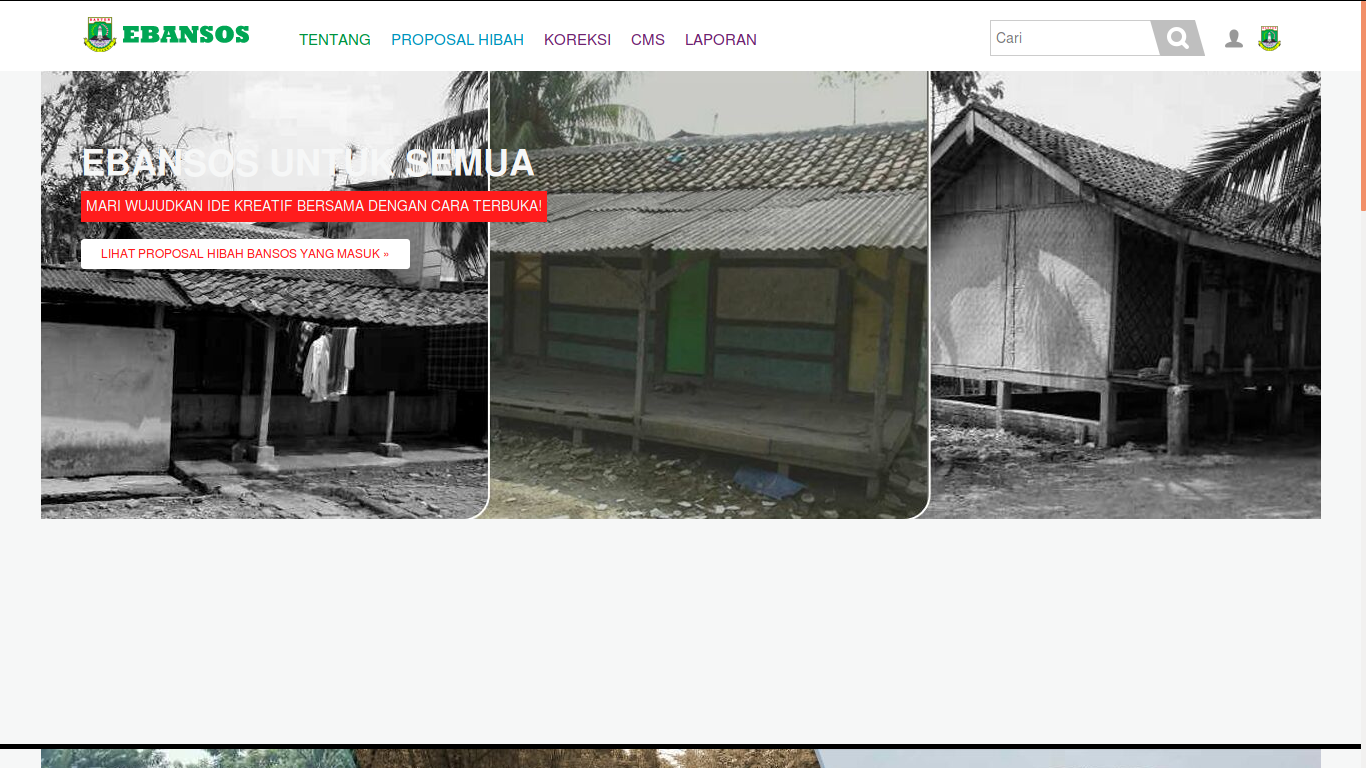 BANTEN
EBANSOS
TENTANG
PROPOSAL HIBAH
KOREKSI
CMS
LAPORAN
Cari
EBANSOS UNTUK SEMUA
MARI WUJUDKAN IDE KREATIF BERSAMA DENGAN CARA TERBUKA!
LIHAT PROPOSAL HIBAH BANSOS YANG MASUK »